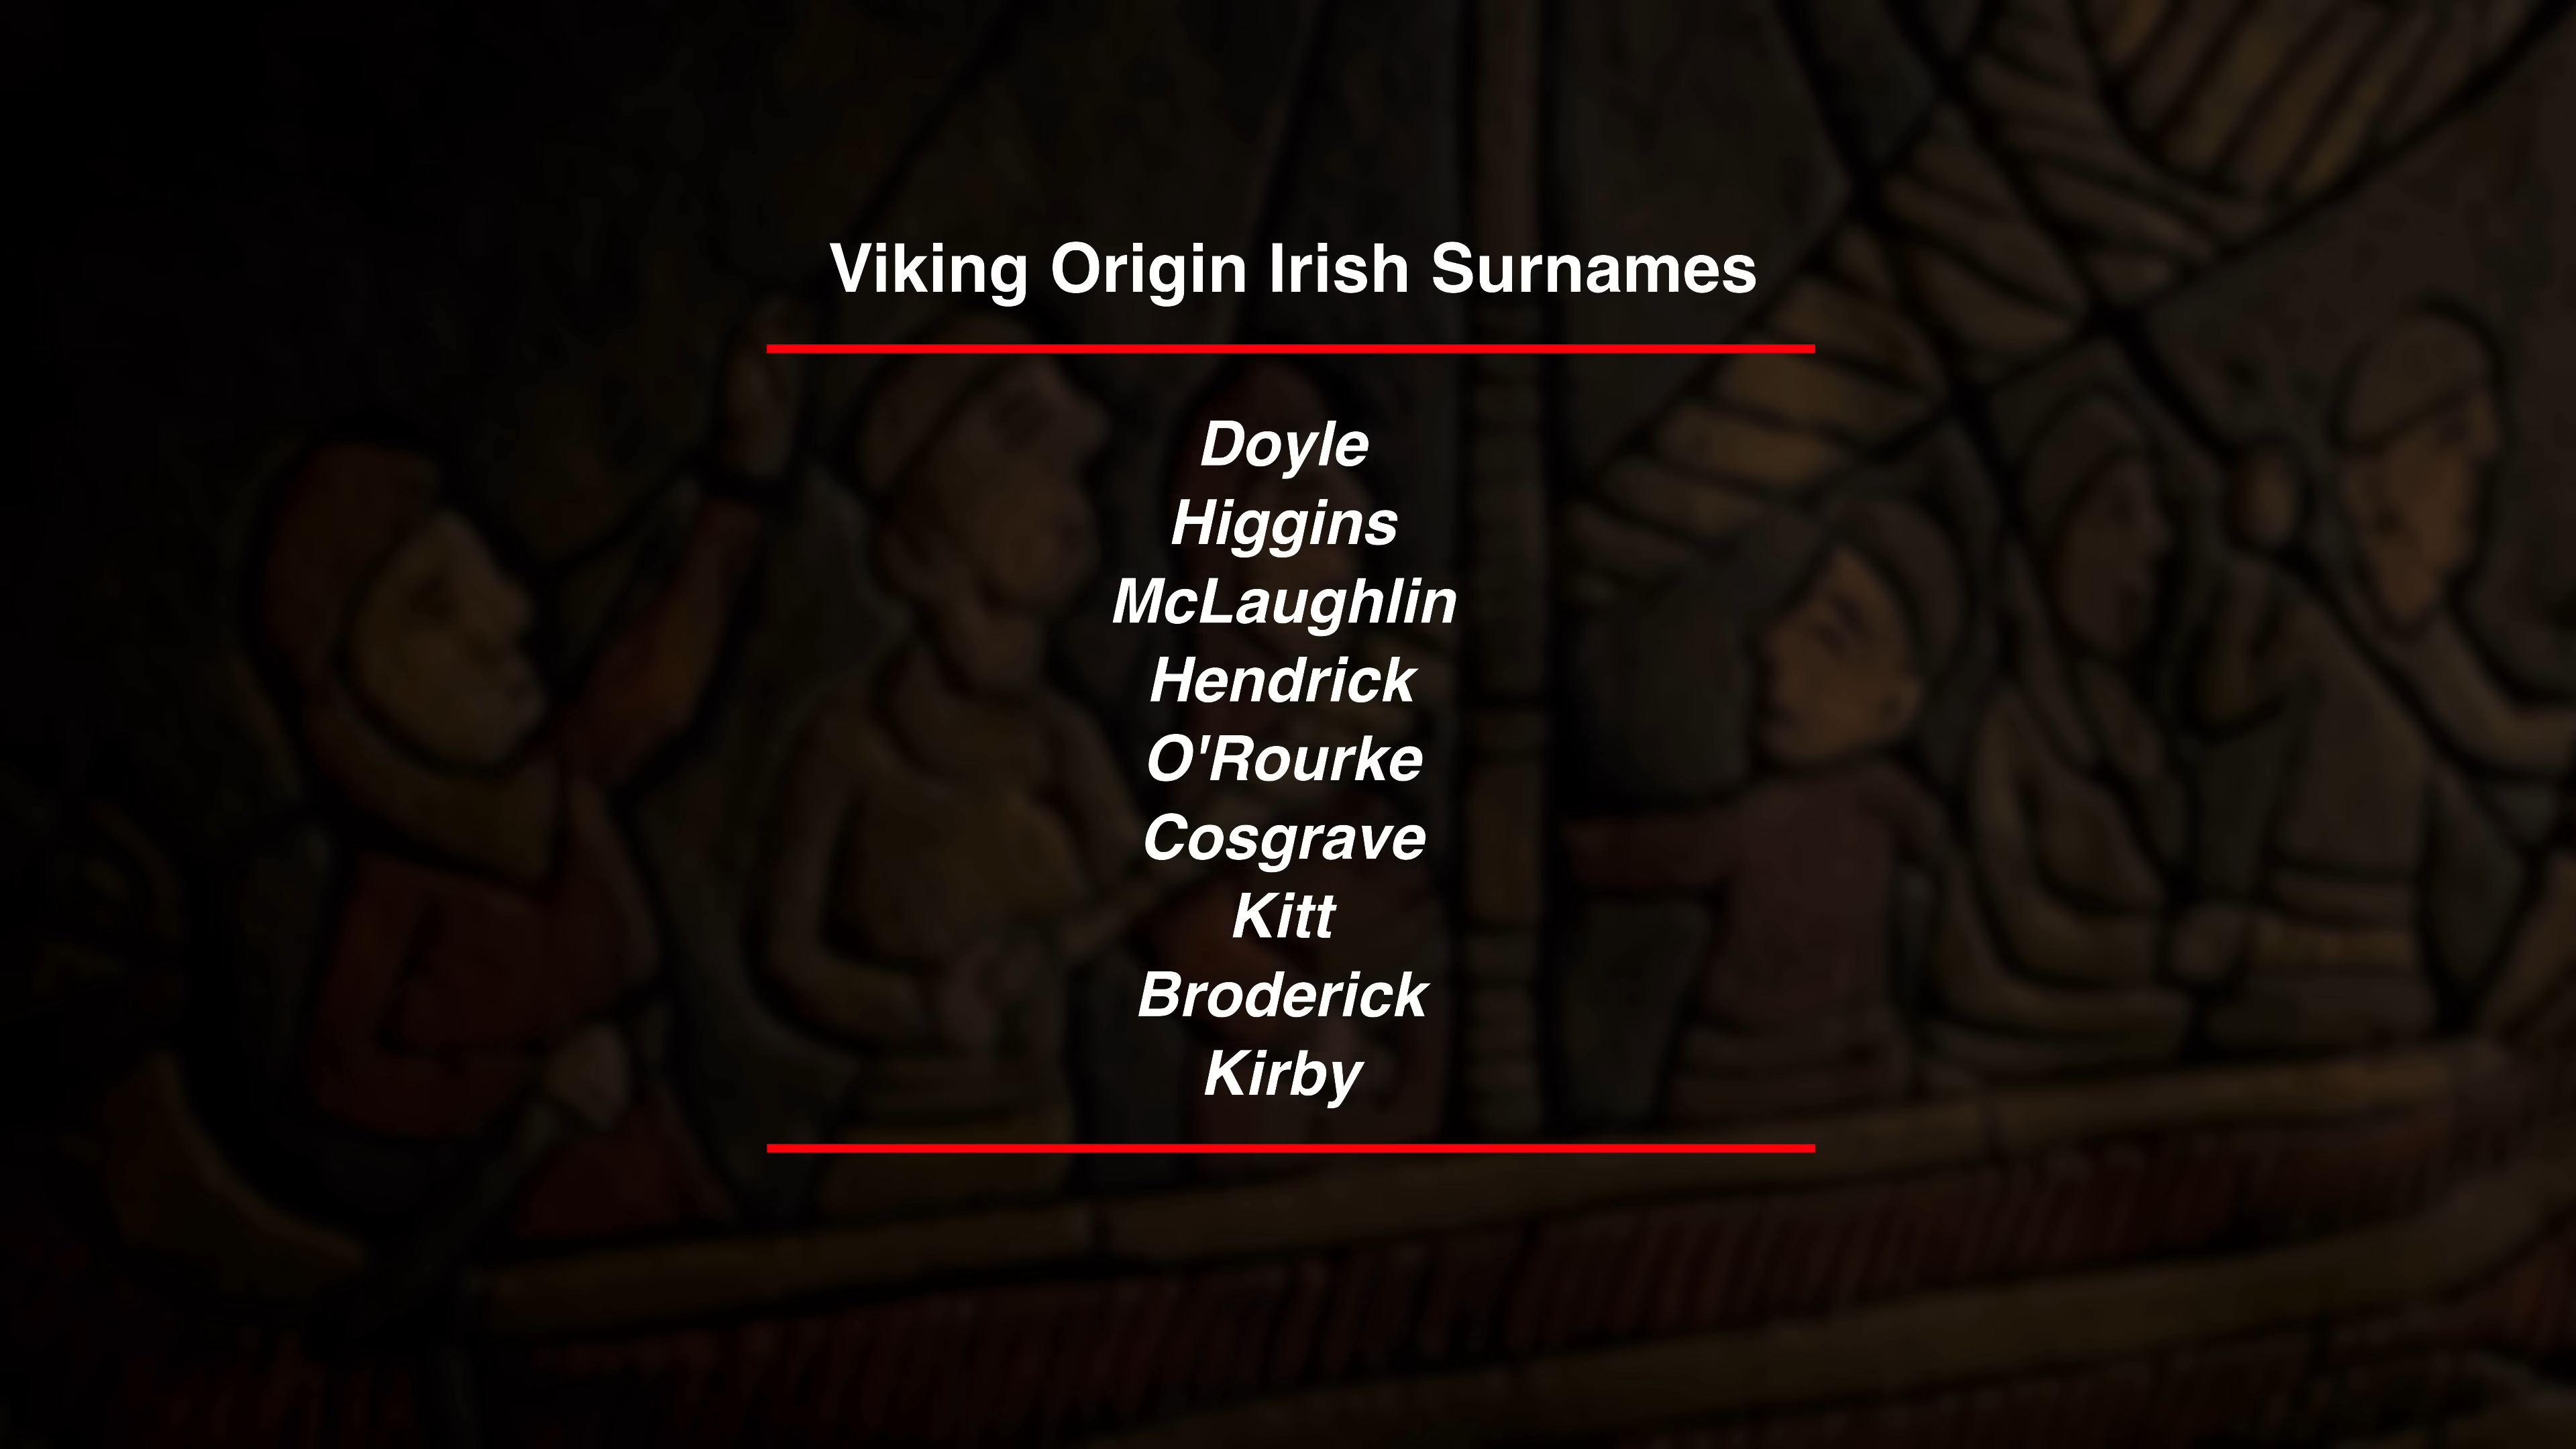 Viking Origin Irish Surnames
Doyle
Higgins
McLaughlin
Hendrick
O'Rourke
Cosgrave
Kitt
Broderick
Kirby